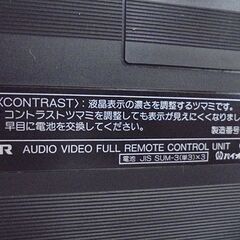 (CONTRAST)：液晶表示の濃さを調整するツマミです。
コントラストツマミを調整しても表示が見えにくくなりまし
早目に電池を交換してください。
製造番号
R AUDIO VIDEO FULL REMOTE CONTROL UNIT
電池 JIS SUM-3(単3)×3
パイオ